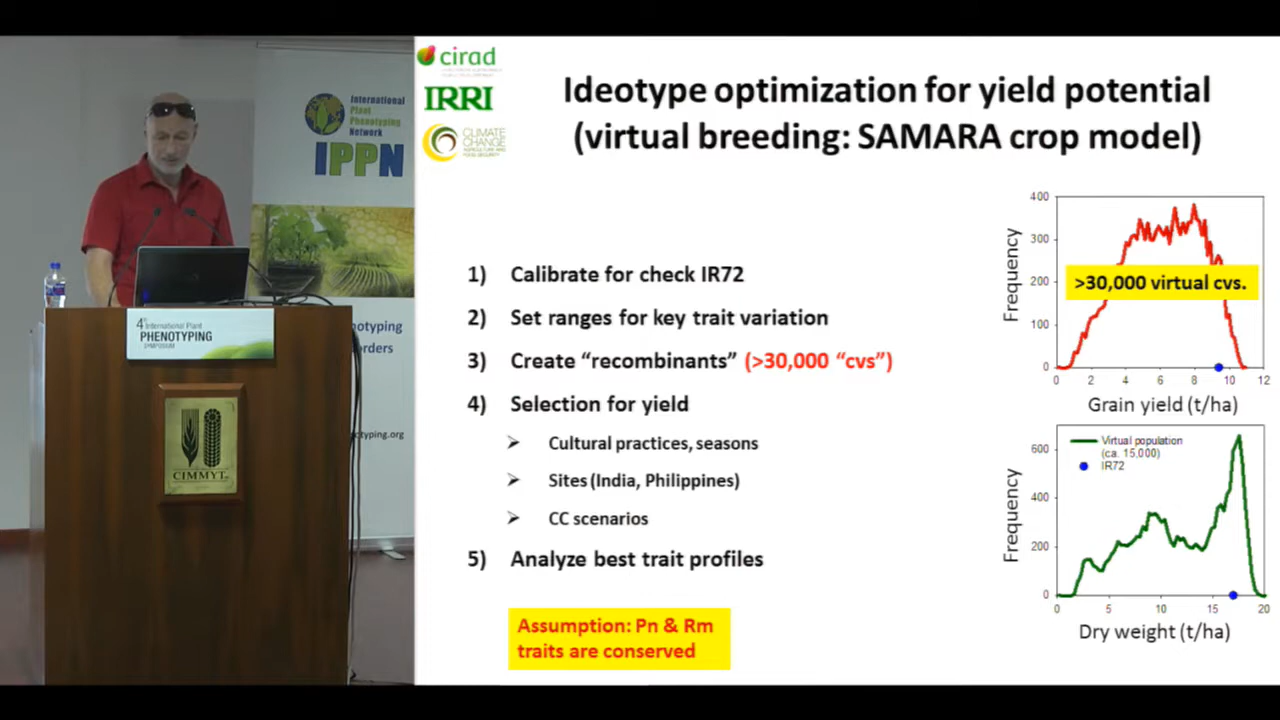 International
Plant
Phenotyping
Network
IPPN
4th International Plant
PHENOTYPING
SYMPOSIUM
notyping
orders
otyping.org
CIMMYT
cirad
IRRI
CLIMATE
CHANGE
AGRICULTURE AND
FOOD SECURITY
Ideotype optimization for yield potential
(virtual breeding: SAMARA crop model)
1) Calibrate for check IR72
2) Set ranges for key trait variation
3) Create “recombinants” (>30,000 “cvs”)
4) Selection for yield
Cultural practices, seasons
Sites (India, Philippines)
CC scenarios
5) Analyze best trait profiles
Assumption: Pn & Rm
traits are conserved
400
300
200
100
0
Frequency
>30,000 virtual cvs.
0 2 4 6 8 10 12
Grain yield (t/ha)
600
400
200
0
Frequency
Virtual population
(ca. 15,000)
IR72
0 5 10 15 20
Dry weight (t/ha)